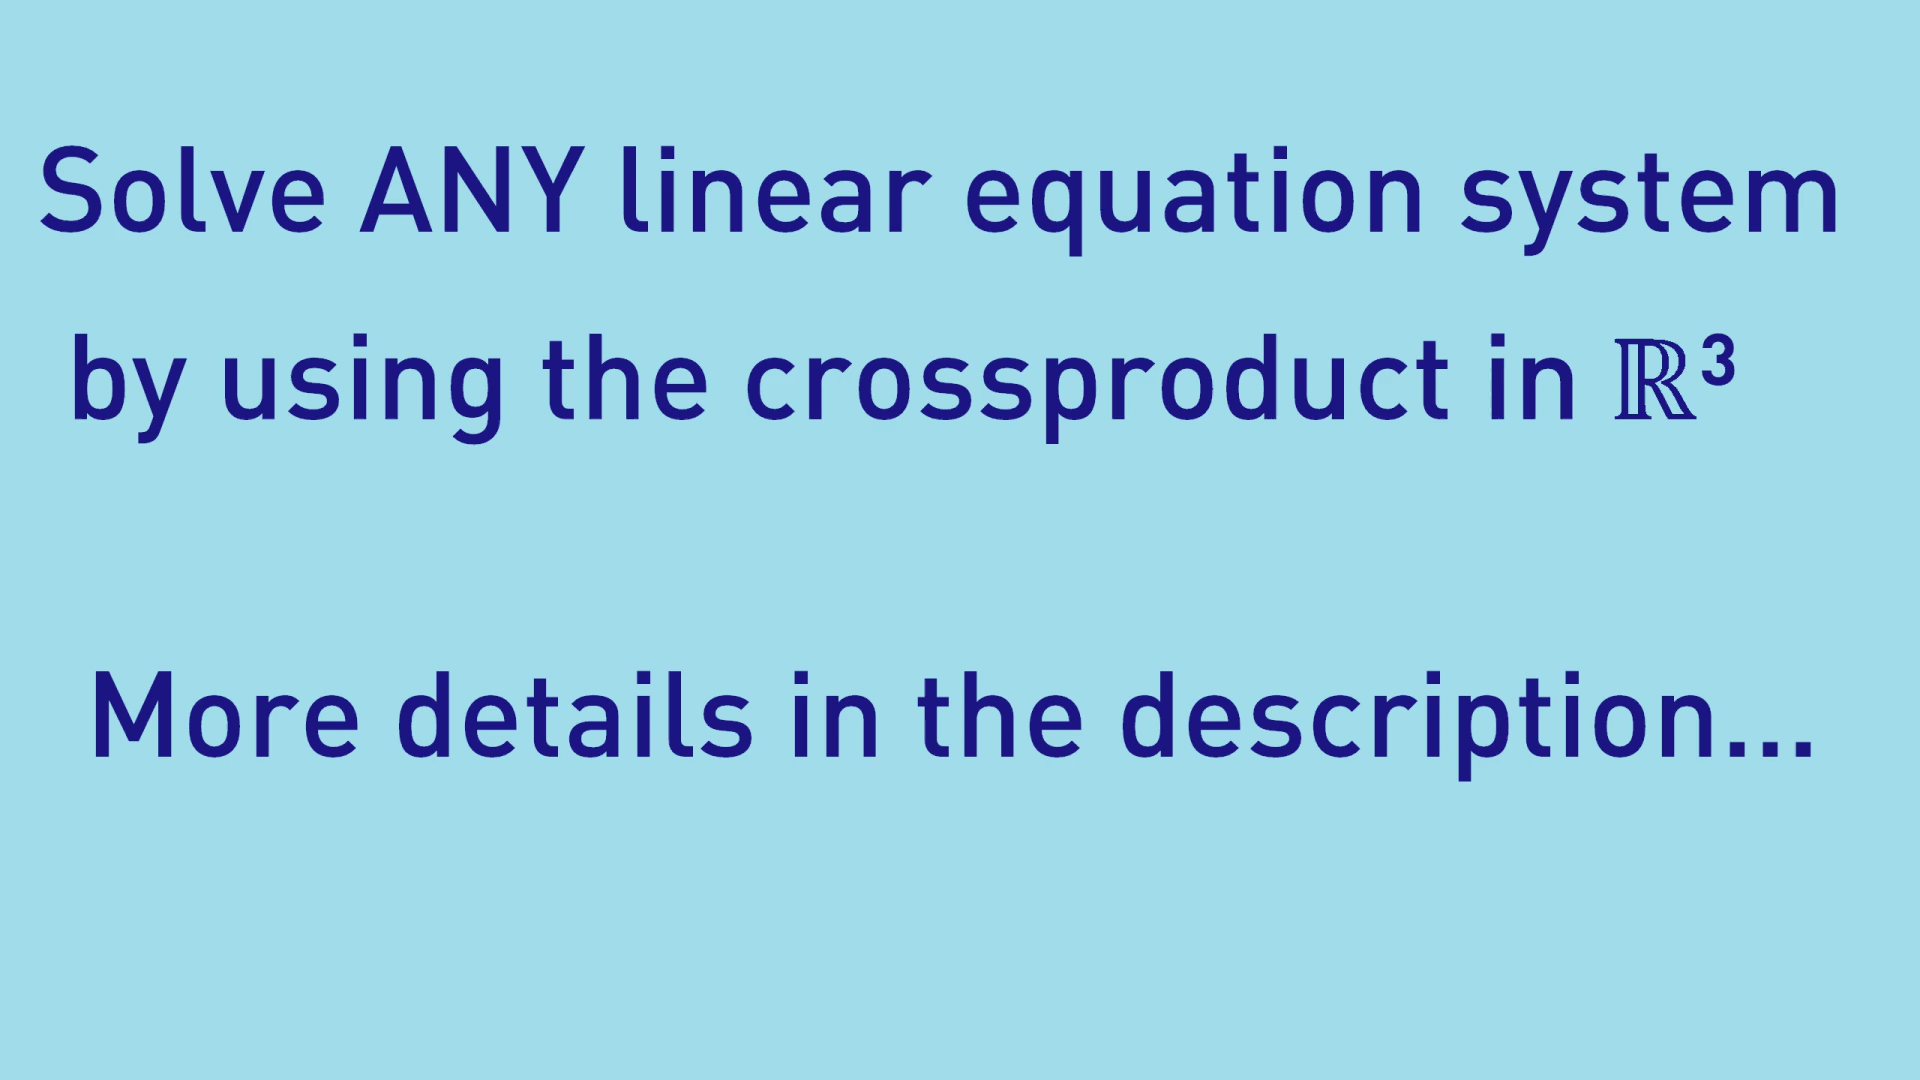 Solve ANY linear equation system
by using the crossproduct in ℝ³
More details in the description...